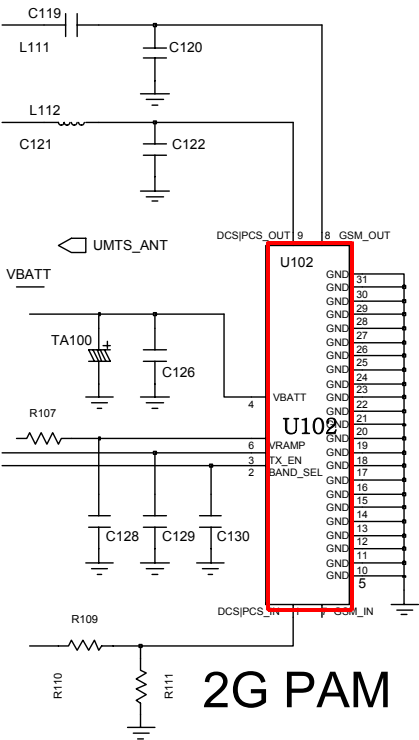 C119
L111
C120
L112
C121
C122
DCS|PCS_OUT 9 8 GSM_OUT
UMTS_ANT
U102
VBATT
GND
31
GND
30
GND
29
GND
28
GND
27
GND
26
GND
25
GND
24
GND
23
GND
22
GND
21
GND
20
GND
19
GND
18
GND
17
GND
16
GND
15
GND
14
GND
13
GND
12
GND
11
GND
10
GND
5
TA100
+
C126
4 VBATT
U102
R107
6 VRAMP
3 TX_EN
2 BAND_SEL
C128
C129
C130
DCS|PCS_IN 1 7 GSM_IN
R109
R110
R111
2G PAM